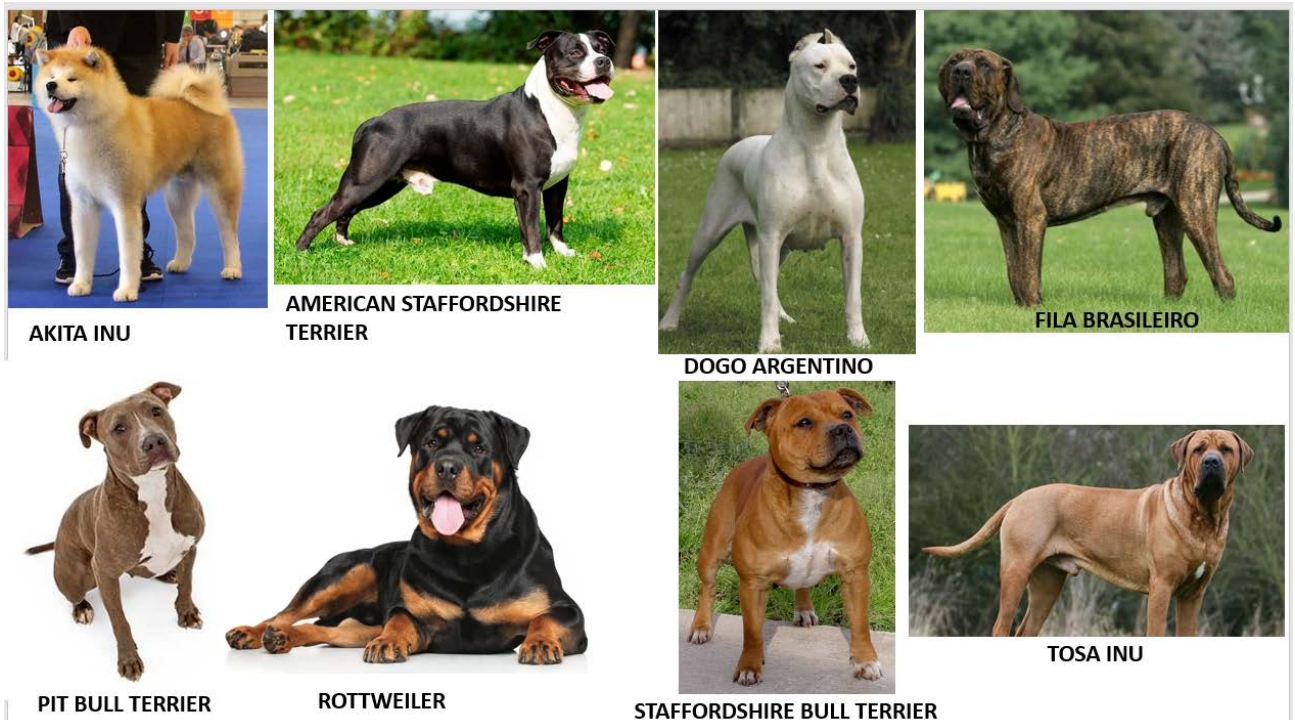 AKITA INU
AMERICAN STAFFORDSHIRE
TERRIER
DOGO ARGENTINO
FILA BRASILEIRO
PIT BULL TERRIER
ROTTWEILER
STAFFORDSHIRE BULL TERRIER
TOSA INU